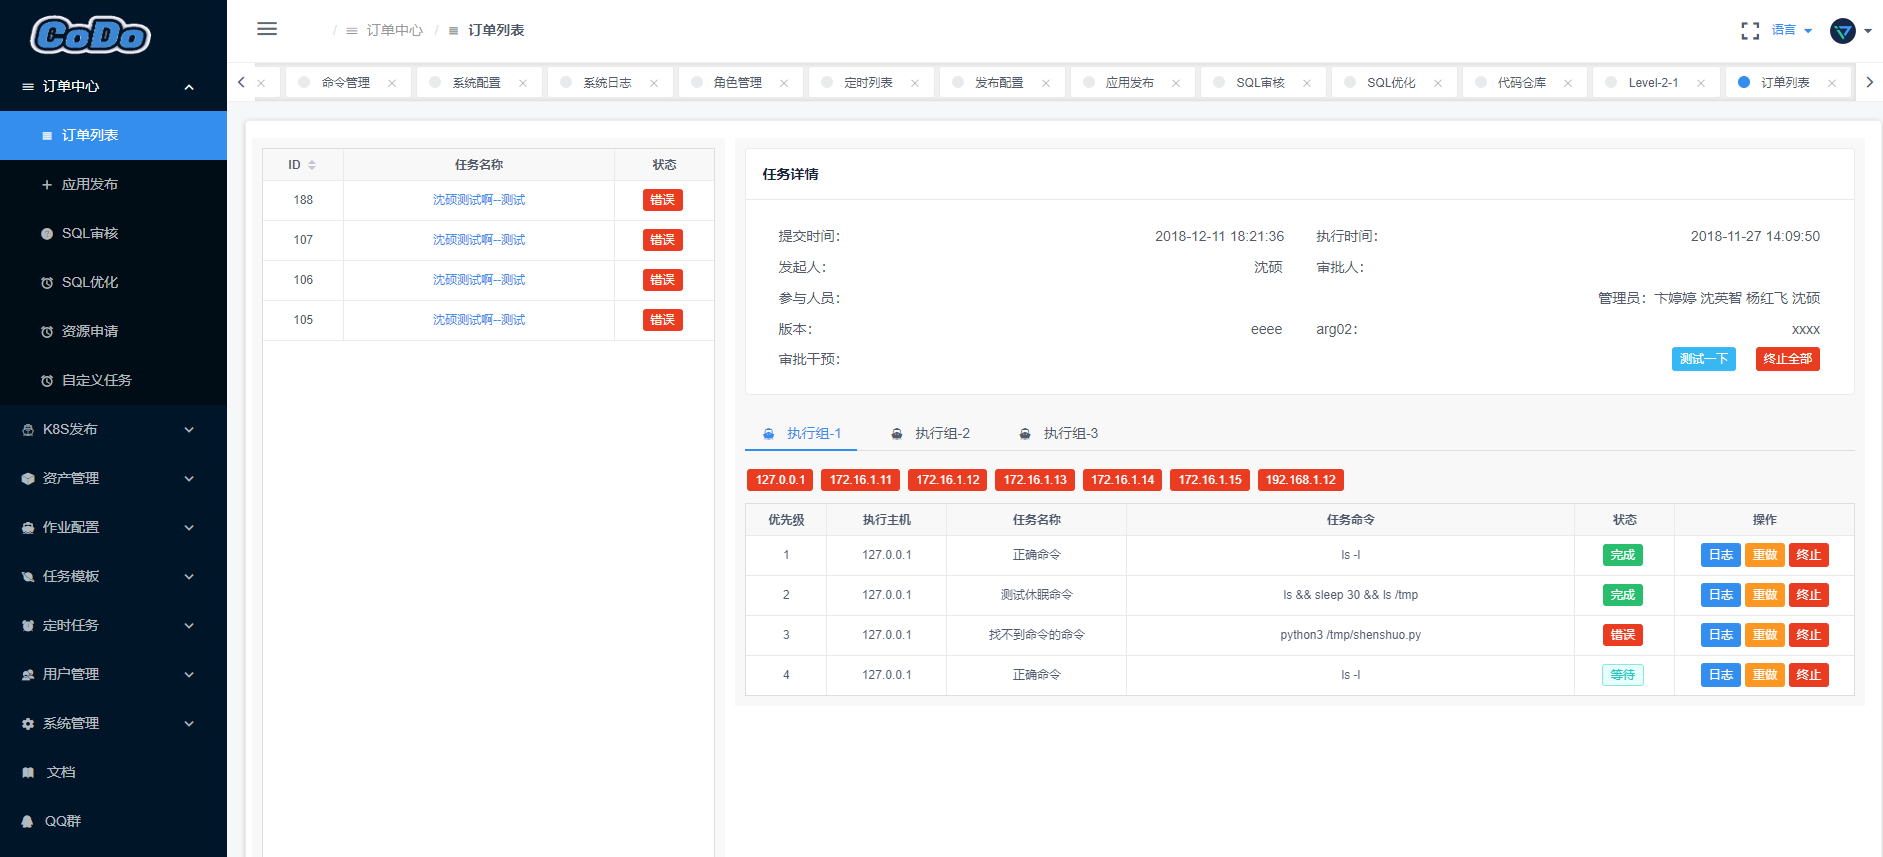 CoDo
订单中心
订单列表
应用发布
SQL审核
SQL优化
资源申请
自定义任务
K8S发布
资产管理
作业配置
任务模板
定时任务
用户管理
系统管理
文档
QQ群
/ 订单中心 / 订单列表
语言
命令管理 系统配置 系统日志 角色管理 定时列表 发布配置 应用发布 SQL审核 SQL优化 代码仓库 Level-2-1 订单列表
ID 任务名称 状态
188 沈硕测试啊--测试 错误
107 沈硕测试啊--测试 错误
106 沈硕测试啊--测试 错误
105 沈硕测试啊--测试 错误
任务详情
提交时间: 2018-12-11 18:21:36 执行时间: 2018-11-27 14:09:50
发起人: 沈硕 审批人:
参与人员: 管理员: 卞婷婷 沈英智 杨红飞 沈硕
版本: eeee arg02: xxxx
审批干预: 测试一下 终止全部
执行组-1 执行组-2 执行组-3
127.0.0.1 172.16.1.11 172.16.1.12 172.16.1.13 172.16.1.14 172.16.1.15 192.168.1.12
优先级 执行主机 任务名称 任务命令 状态 操作
1 127.0.0.1 正确命令 ls -l 完成 日志 重做 终止
2 127.0.0.1 测试休眠命令 ls && sleep 30 && ls /tmp 完成 日志 重做 终止
3 127.0.0.1 找不到命令的命令 python3 /tmp/shenshuo.py 错误 日志 重做 终止
4 127.0.0.1 正确命令 ls -l 等待 日志 重做 终止